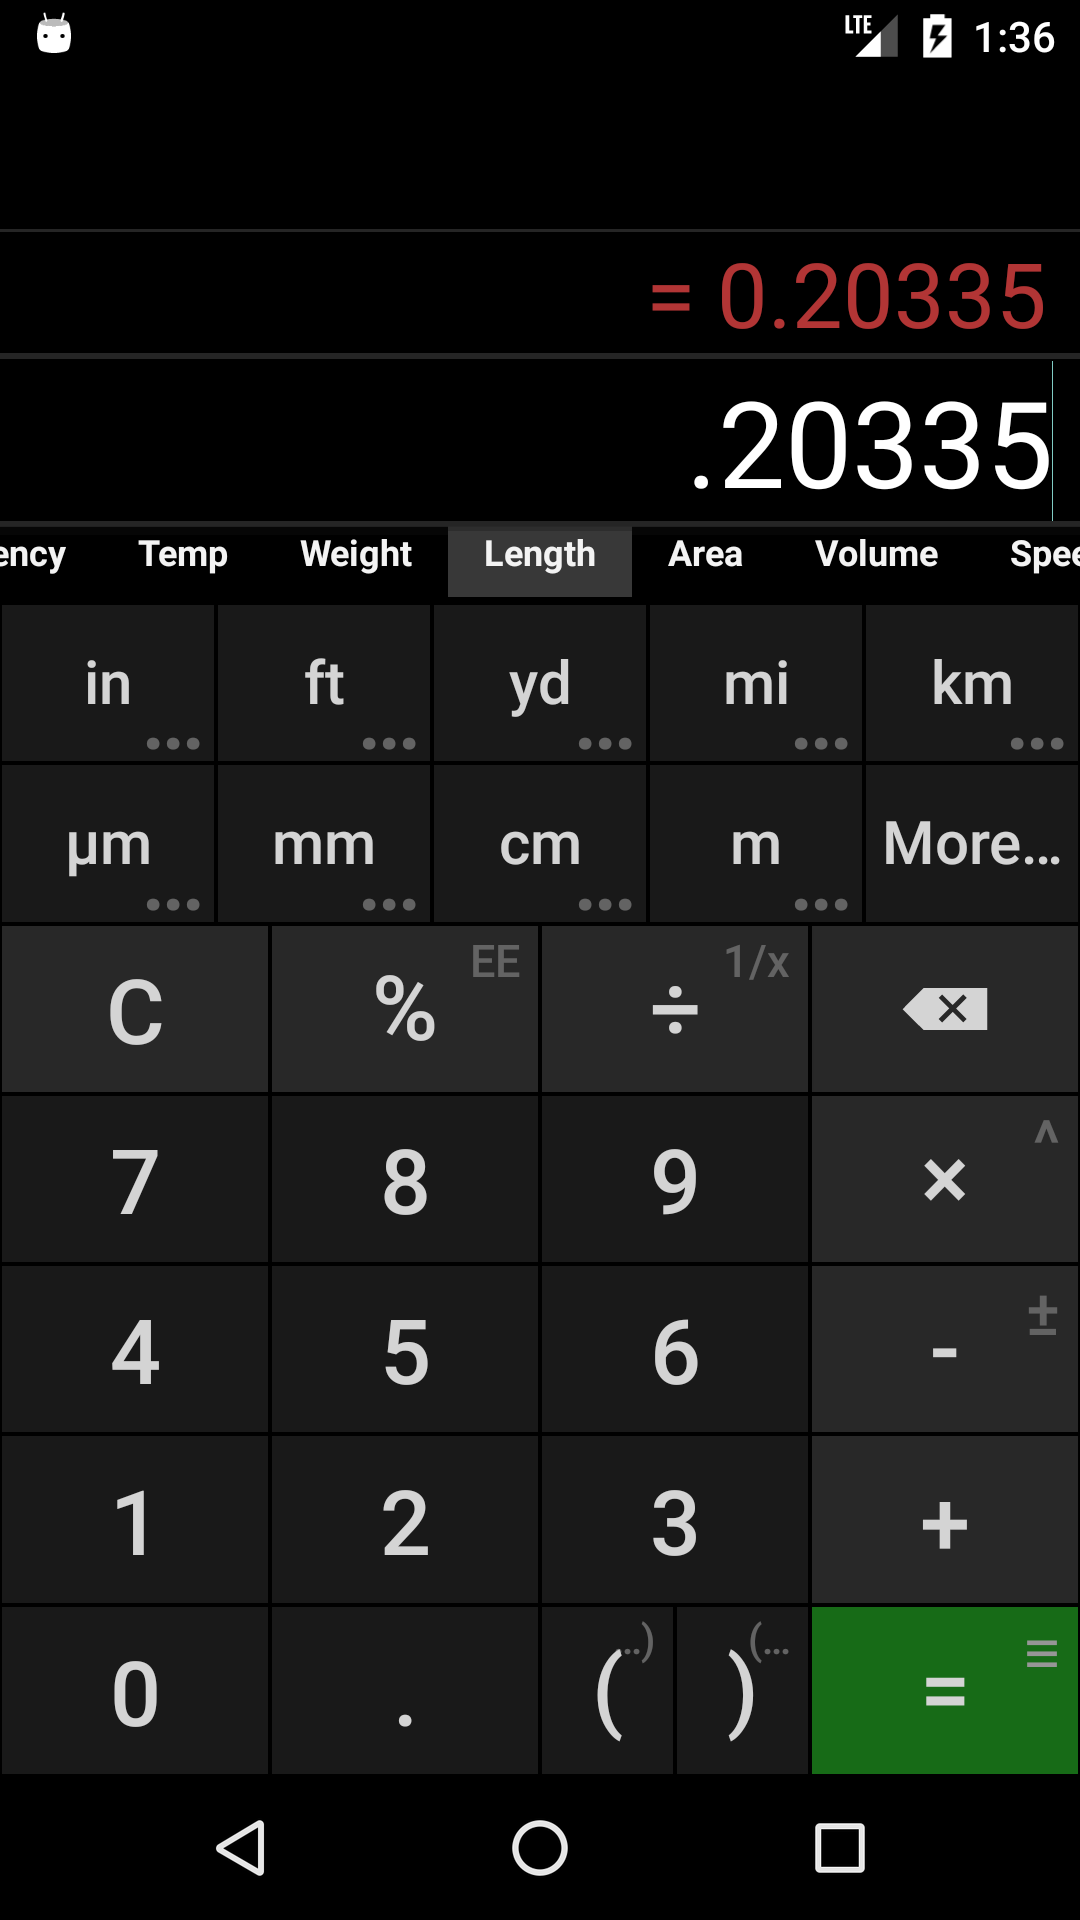 LTE 1:36
= 0.20335
.20335
ency Temp Weight Length Area Volume Spee
in ft yd mi km
µm mm cm m More...
C % EE ÷ 1/x
7 8 9 × ^
4 5 6 - ±
1 2 3 +
0 . ( ..) ) (... =